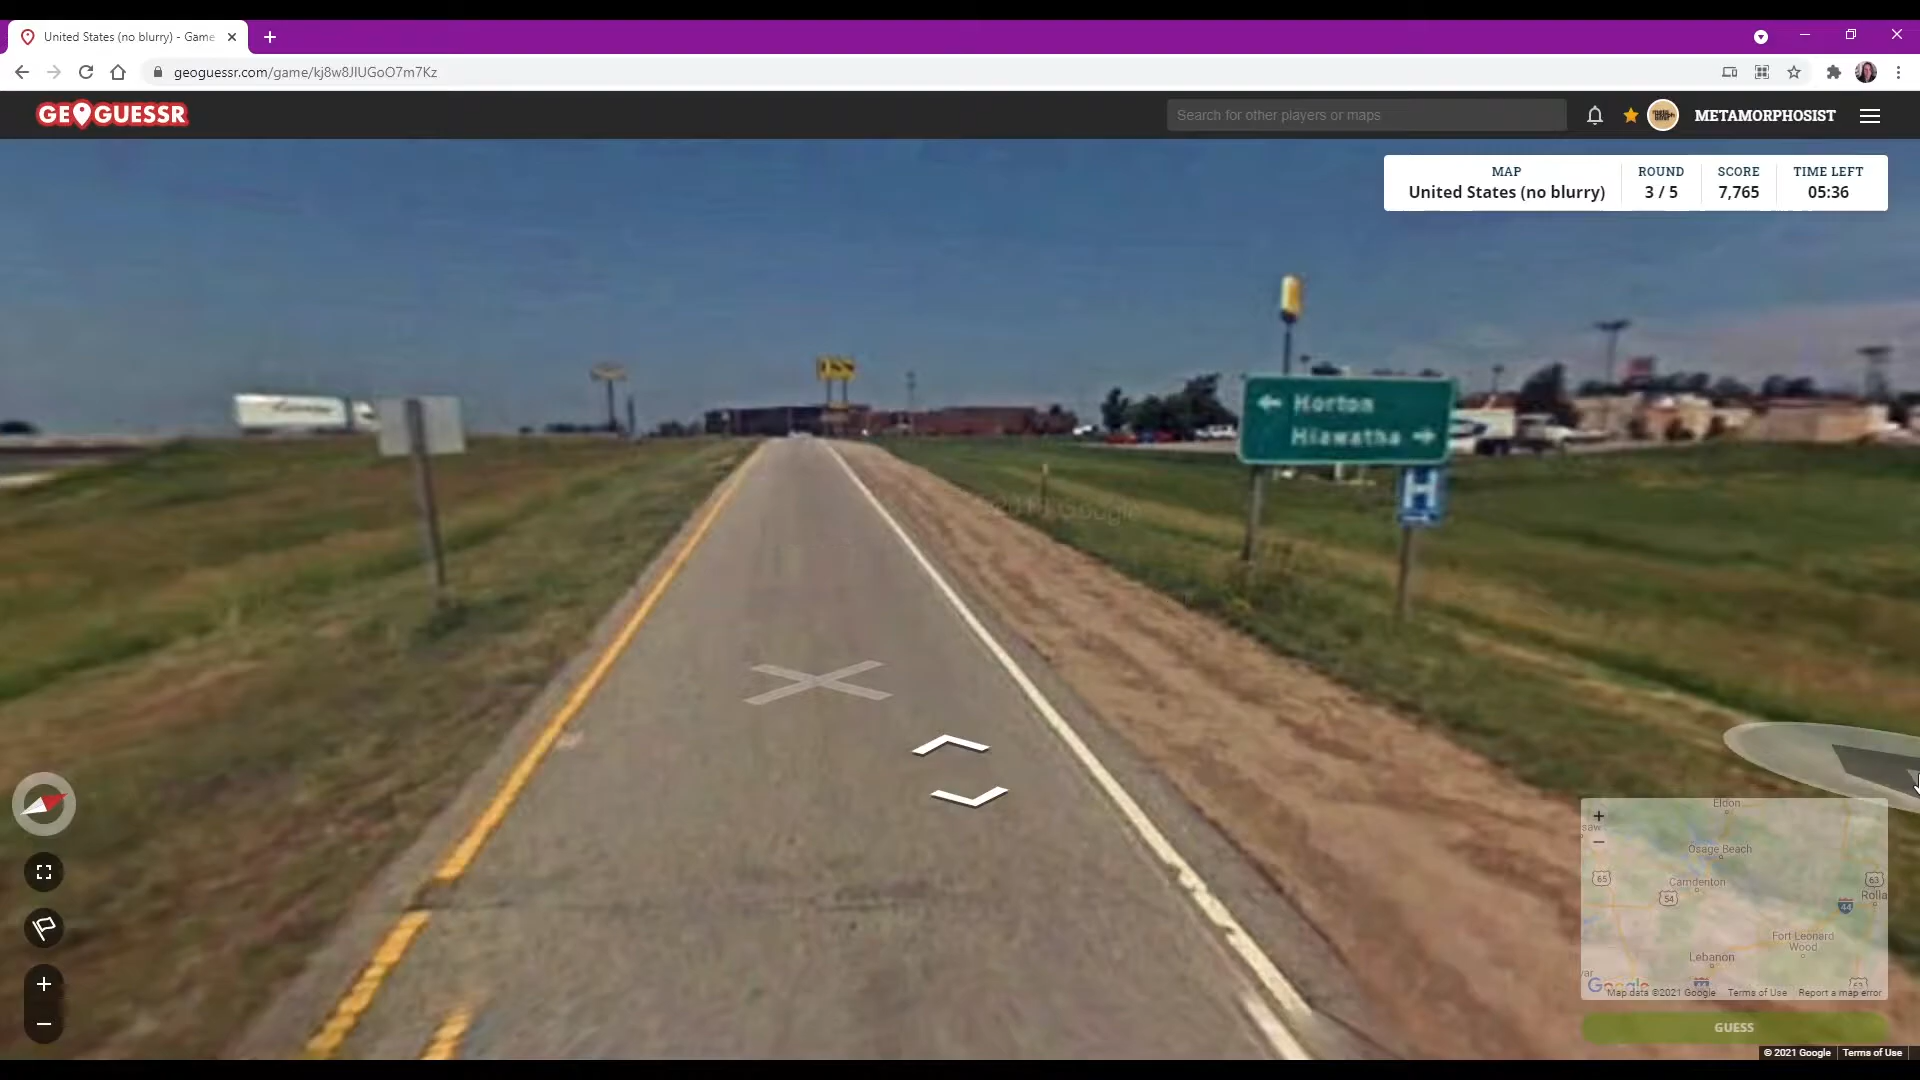 United States (no blurry) - Game
geoguessr.com/game/kj8w8JlUGoO7m7Kz
GEOGUESSR
Search for other players or maps
METAMORPHOSIST
MAP
United States (no blurry)
ROUND
3 / 5
SCORE
7,765
TIME LEFT
05:36
Horton
Hiawatha
H
Google
Eldon
Osage Beach
65
Camdenton
54
63
Rolla
44
Fort Leonard
Wood
Lebanon
Google
Map data ©2021 Google
Terms of Use
Report a map error
GUESS
© 2021 Google
Terms of Use